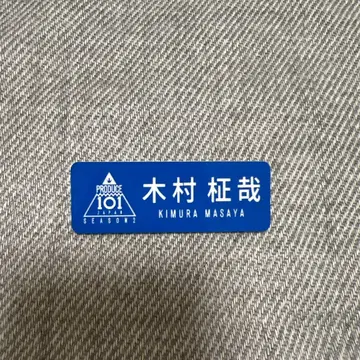 PRODUCE
101
JAPAN
SEASON2
木村 柾哉
KIMURA MASAYA